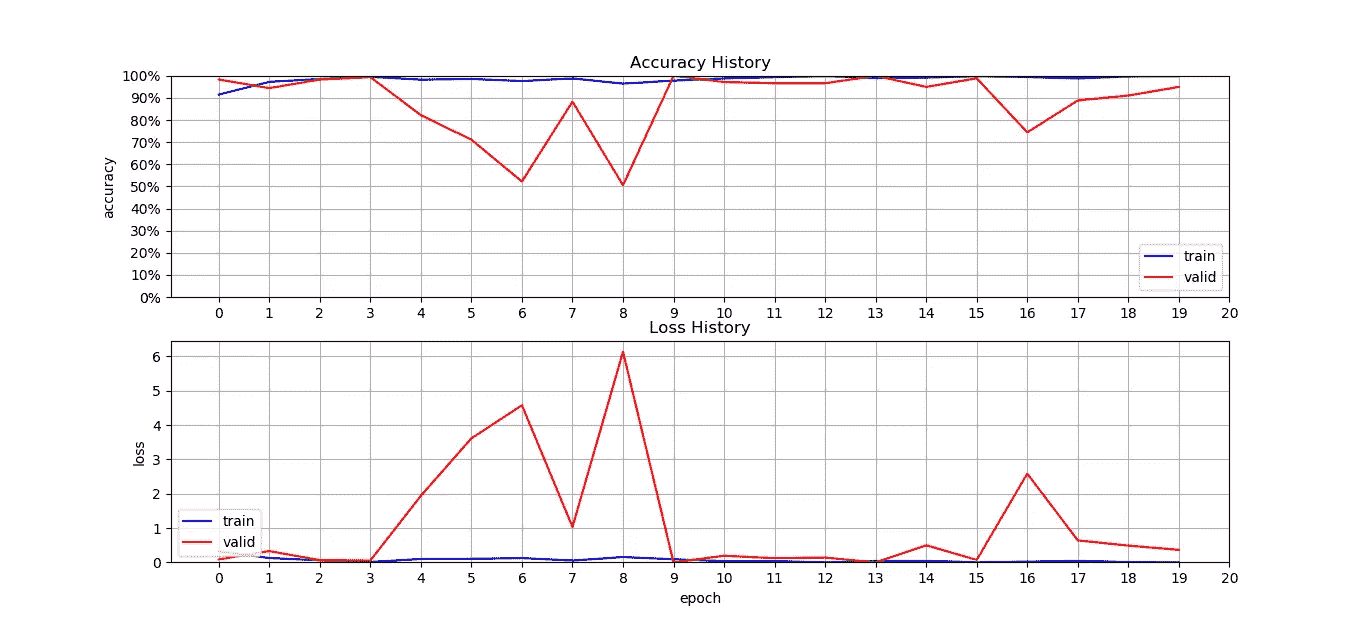 Accuracy History
100%
90%
80%
70%
60%
50%
40%
30%
20%
10%
0%
accuracy
train
valid
0 1 2 3 4 5 6 7 8 9 10 11 12 13 14 15 16 17 18 19 20
Loss History
6
5
4
3
2
1
0
loss
train
valid
0 1 2 3 4 5 6 7 8 9 10 11 12 13 14 15 16 17 18 19 20
epoch